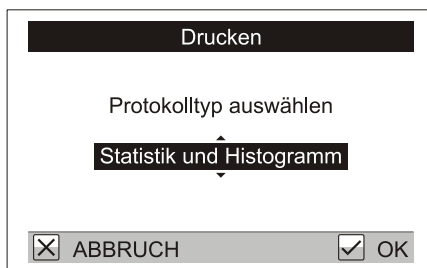 Drucken
Protokolltyp auswählen
Statistik und Histogramm
ABBRUCH OK